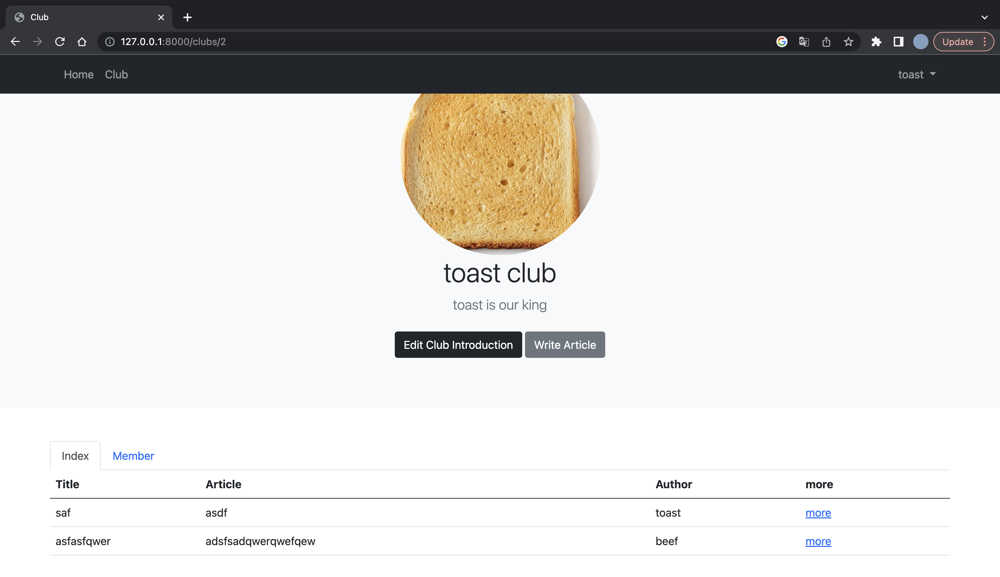 Club
127.0.0.1:8000/clubs/2
Update
Home Club toast
toast club
toast is our king
Edit Club Introduction Write Article
Index Member
Title Article Author more
saf asdf toast more
asfasfqwer adsfsadqwerqwefqew beef more